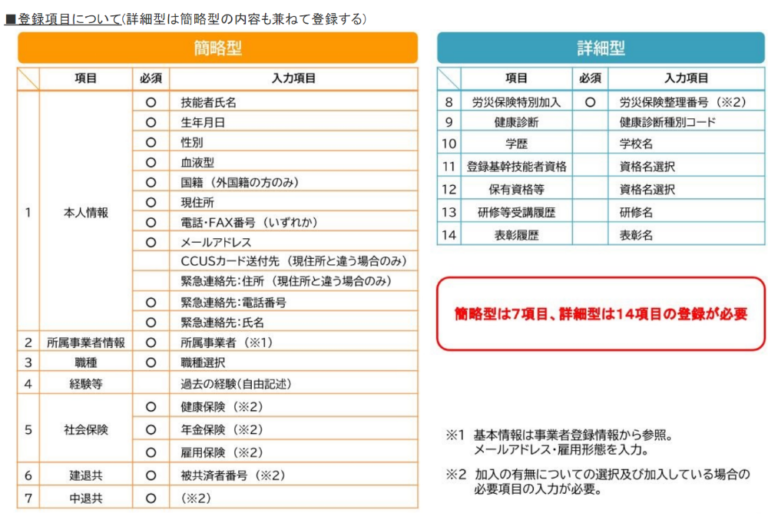 ■登録項目について(詳細型は簡略型の内容も兼ねて登録する)
簡略型
項目 必須 入力項目
1 本人情報 〇 技能者氏名
〇 生年月日
〇 性別
〇 血液型
〇 国籍（外国籍の方のみ）
〇 現住所
〇 電話・FAX番号（いずれか）
〇 メールアドレス
CCUSカード送付先（現住所と違う場合のみ）
緊急連絡先：住所（現住所と違う場合のみ）
〇 緊急連絡先：電話番号
〇 緊急連絡先：氏名
2 所属事業者情報 〇 所属事業者（※1）
3 職種 〇 職種選択
4 経験等 過去の経験（自由記述）
5 社会保険 〇 健康保険（※2）
〇 年金保険（※2）
〇 雇用保険（※2）
6 建退共 〇 被共済者番号（※2）
7 中退共 〇 （※2）
詳細型
項目 必須 入力項目
8 労災保険特別加入 〇 労災保険整理番号（※2）
9 健康診断 健康診断種別コード
10 学歴 学校名
11 登録基幹技能者資格 資格名選択
12 保有資格等 資格名選択
13 研修等受講履歴 研修名
14 表彰履歴 表彰名
簡略型は7項目、詳細型は14項目の登録が必要
※1 基本情報は事業者登録情報から参照。
メールアドレス・雇用形態を入力。
※2 加入の有無についての選択及び加入している場合の
必要項目の入力が必要。